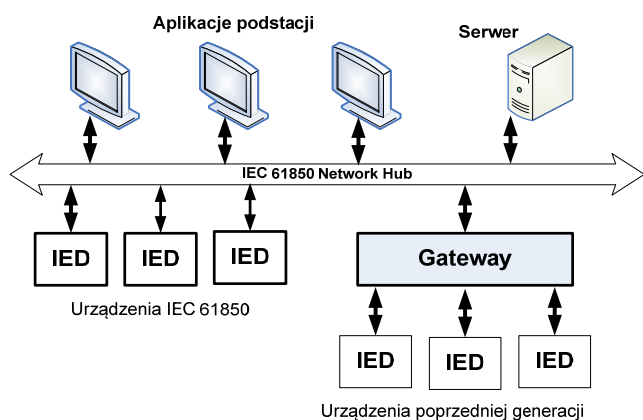 Aplikacje podstacji
Serwer
IEC 61850 Network Hub
IED
IED
IED
Gateway
Urządzenia IEC 61850
IED
IED
IED
Urządzenia poprzedniej generacji